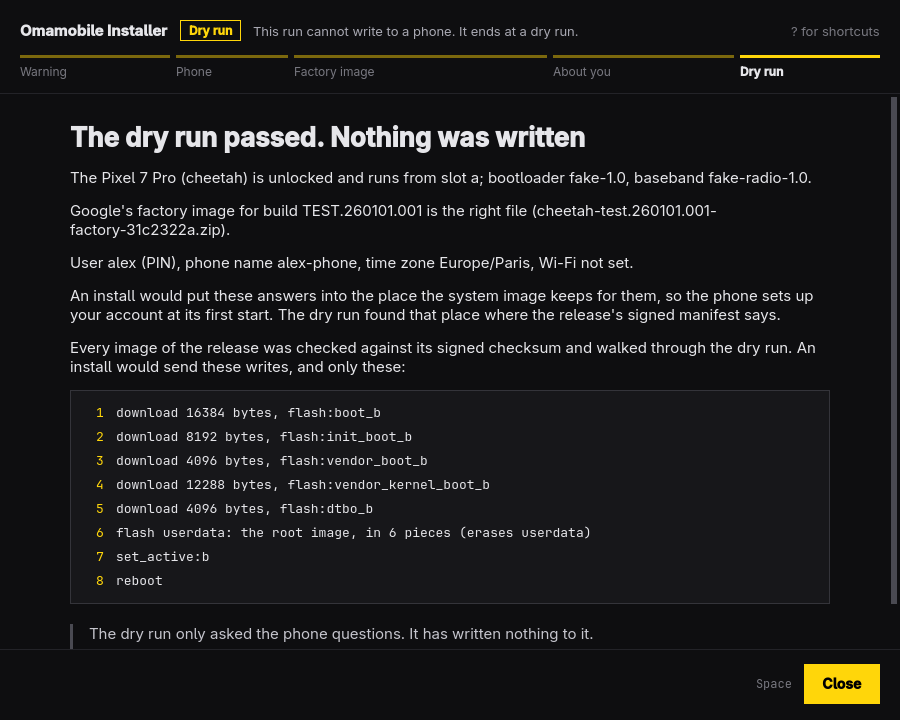 Omamobile Installer
Dry run
This run cannot write to a phone. It ends at a dry run.
? for shortcuts
Warning
Phone
Factory image
About you
Dry run
The dry run passed. Nothing was written
The Pixel 7 Pro (cheetah) is unlocked and runs from slot a; bootloader fake-1.0, baseband fake-radio-1.0.
Google's factory image for build TEST.260101.001 is the right file (cheetah-test.260101.001-
factory-31c2322a.zip).
User alex (PIN), phone name alex-phone, time zone Europe/Paris, Wi-Fi not set.
An install would put these answers into the place the system image keeps for them, so the phone sets up
your account at its first start. The dry run found that place where the release's signed manifest says.
Every image of the release was checked against its signed checksum and walked through the dry run. An
install would send these writes, and only these:
1 download 16384 bytes, flash:boot_b
2 download 8192 bytes, flash:init_boot_b
3 download 4096 bytes, flash:vendor_boot_b
4 download 12288 bytes, flash:vendor_kernel_boot_b
5 download 4096 bytes, flash:dtbo_b
6 flash userdata: the root image, in 6 pieces (erases userdata)
7 set_active:b
8 reboot
The dry run only asked the phone questions. It has written nothing to it.
Space
Close